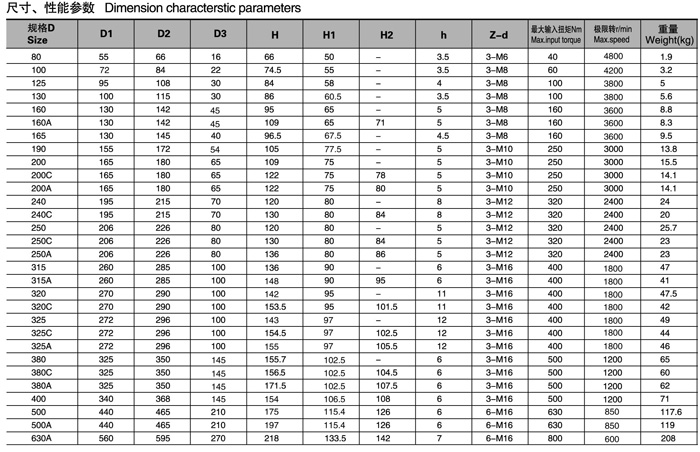 尺寸、性能参数 Dimension characterstic parameters
规格D Size D1 D2 D3 H H1 H2 h Z-d 最大输入扭矩Nm Max.input torque 极限转r/min Max.speed 重量 Weight(kg)
80 55 66 16 66 50 – 3.5 3-M6 40 4800 1.9
100 72 84 22 74.5 55 – 3.5 3-M8 60 4200 3.2
125 95 108 30 84 58 – 4 3-M8 100 3800 5
130 100 115 30 86 60.5 – 3.5 3-M8 100 3800 5.6
160 130 142 45 95 65 – 5 3-M8 160 3600 8.8
160A 130 142 45 109 65 71 5 3-M8 160 3600 8.3
165 130 145 40 96.5 67.5 – 4.5 3-M8 160 3600 9.5
190 155 172 54 105 77.5 – 5 3-M10 250 3000 13.8
200 165 180 65 109 75 – 5 3-M10 250 3000 15.5
200C 165 180 65 122 75 78 5 3-M10 250 3000 14.1
200A 165 180 65 122 75 80 5 3-M10 250 3000 14.1
240 195 215 70 120 80 – 8 3-M12 320 2400 24
240C 195 215 70 130 80 84 8 3-M12 320 2400 20
250 206 226 80 120 80 – 5 3-M12 320 2400 25.7
250C 206 226 80 130 80 84 5 3-M12 320 2400 23
250A 206 226 80 136 80 86 5 3-M12 320 2400 23
315 260 285 100 136 90 – 6 3-M16 400 1800 47
315A 260 285 100 148 90 95 6 3-M16 400 1800 41
320 270 290 100 142 95 – 11 3-M16 400 1800 47.5
320C 270 290 100 153.5 95 101.5 11 3-M16 400 1800 42
325 272 296 100 143 97 – 12 3-M16 400 1800 49
325C 272 296 100 154.5 97 102.5 12 3-M16 400 1800 44
325A 272 296 100 155 97 105.5 12 3-M16 400 1800 46
380 325 350 145 155.7 102.5 – 6 3-M16 500 1200 65
380C 325 350 145 156.5 102.5 104.5 6 3-M16 500 1200 60
380A 325 350 145 171.5 102.5 107.5 6 3-M16 500 1200 62
400 340 368 145 154 106.5 108 6 3-M16 500 1200 71
500 440 465 210 175 115.4 126 6 6-M16 630 850 117.6
500A 440 465 210 197 115.4 126 6 6-M16 630 850 119
630A 560 595 270 218 133.5 142 7 6-M16 800 600 208